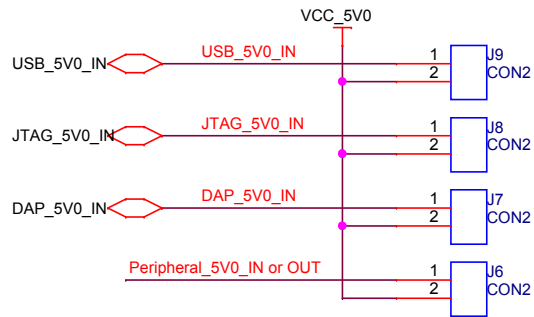 VCC_5V0
USB_5V0_IN USB_5V0_IN 1 J9
2 CON2
JTAG_5V0_IN JTAG_5V0_IN 1 J8
2 CON2
DAP_5V0_IN DAP_5V0_IN 1 J7
2 CON2
Peripheral_5V0_IN or OUT 1 J6
2 CON2